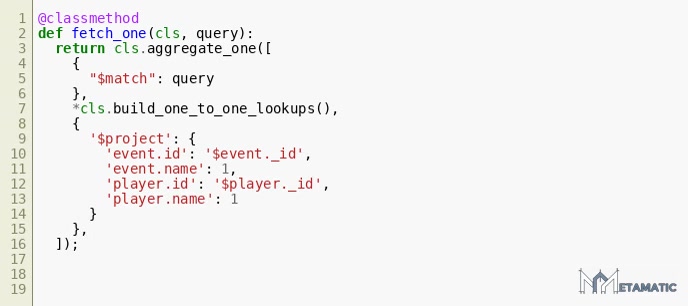 1 @classmethod
2 def fetch_one(cls, query):
3   return cls.aggregate_one([
4     {
5       "$match": query
6     },
7     *cls.build_one_to_one_lookups(),
8     {
9       '$project': {
10         'event.id': '$event._id',
11         'event.name': 1,
12         'player.id': '$player._id',
13         'player.name': 1
14       }
15     },
16   ]);
17
18
19
METAMATIC